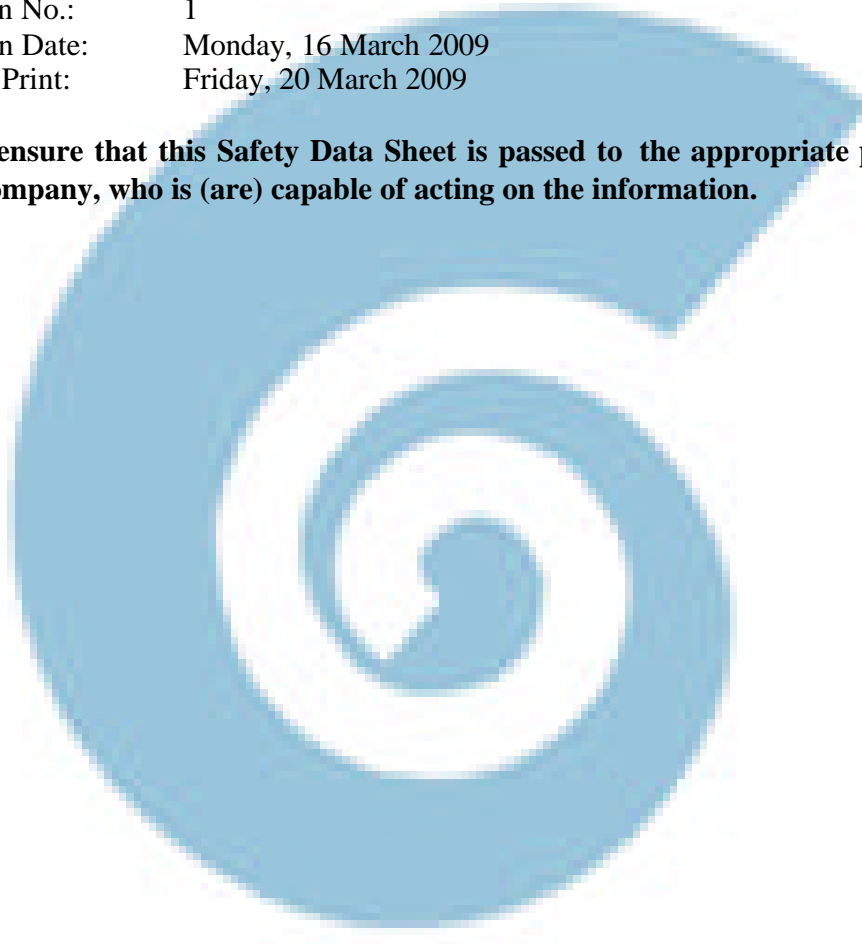 n No.: 1
n Date: Monday, 16 March 2009
Print: Friday, 20 March 2009
ensure that this Safety Data Sheet is passed to the appropriate p
ompany, who is (are) capable of acting on the information.